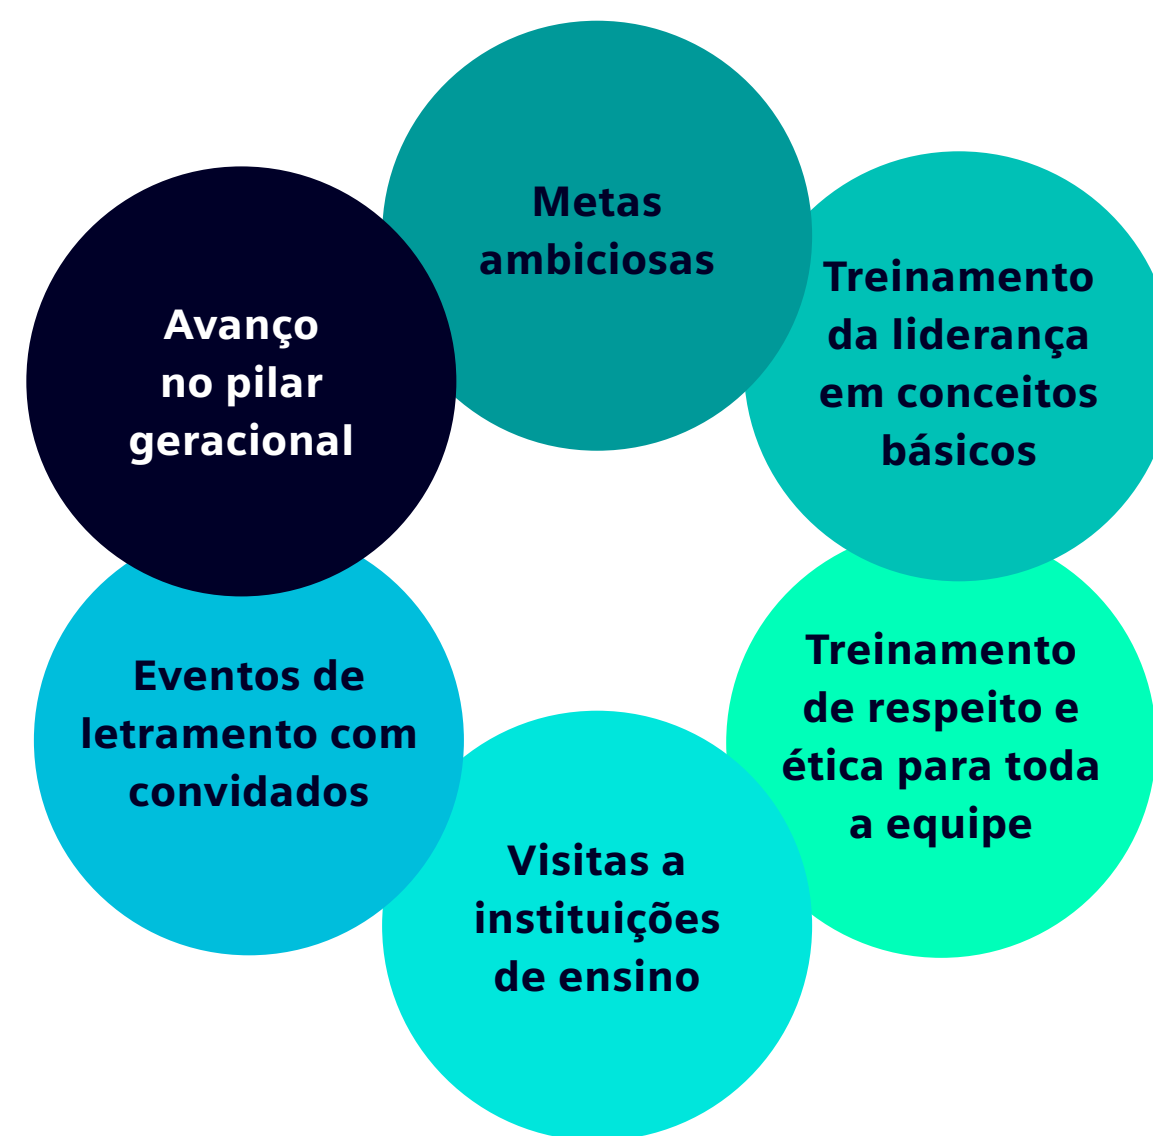 Metas
ambiciosas
Treinamento
da liderança
em conceitos
básicos
Treinamento
de respeito e
ética para toda
a equipe
Visitas a
instituições
de ensino
Eventos de
letramento com
convidados
Avanço
no pilar
geracional